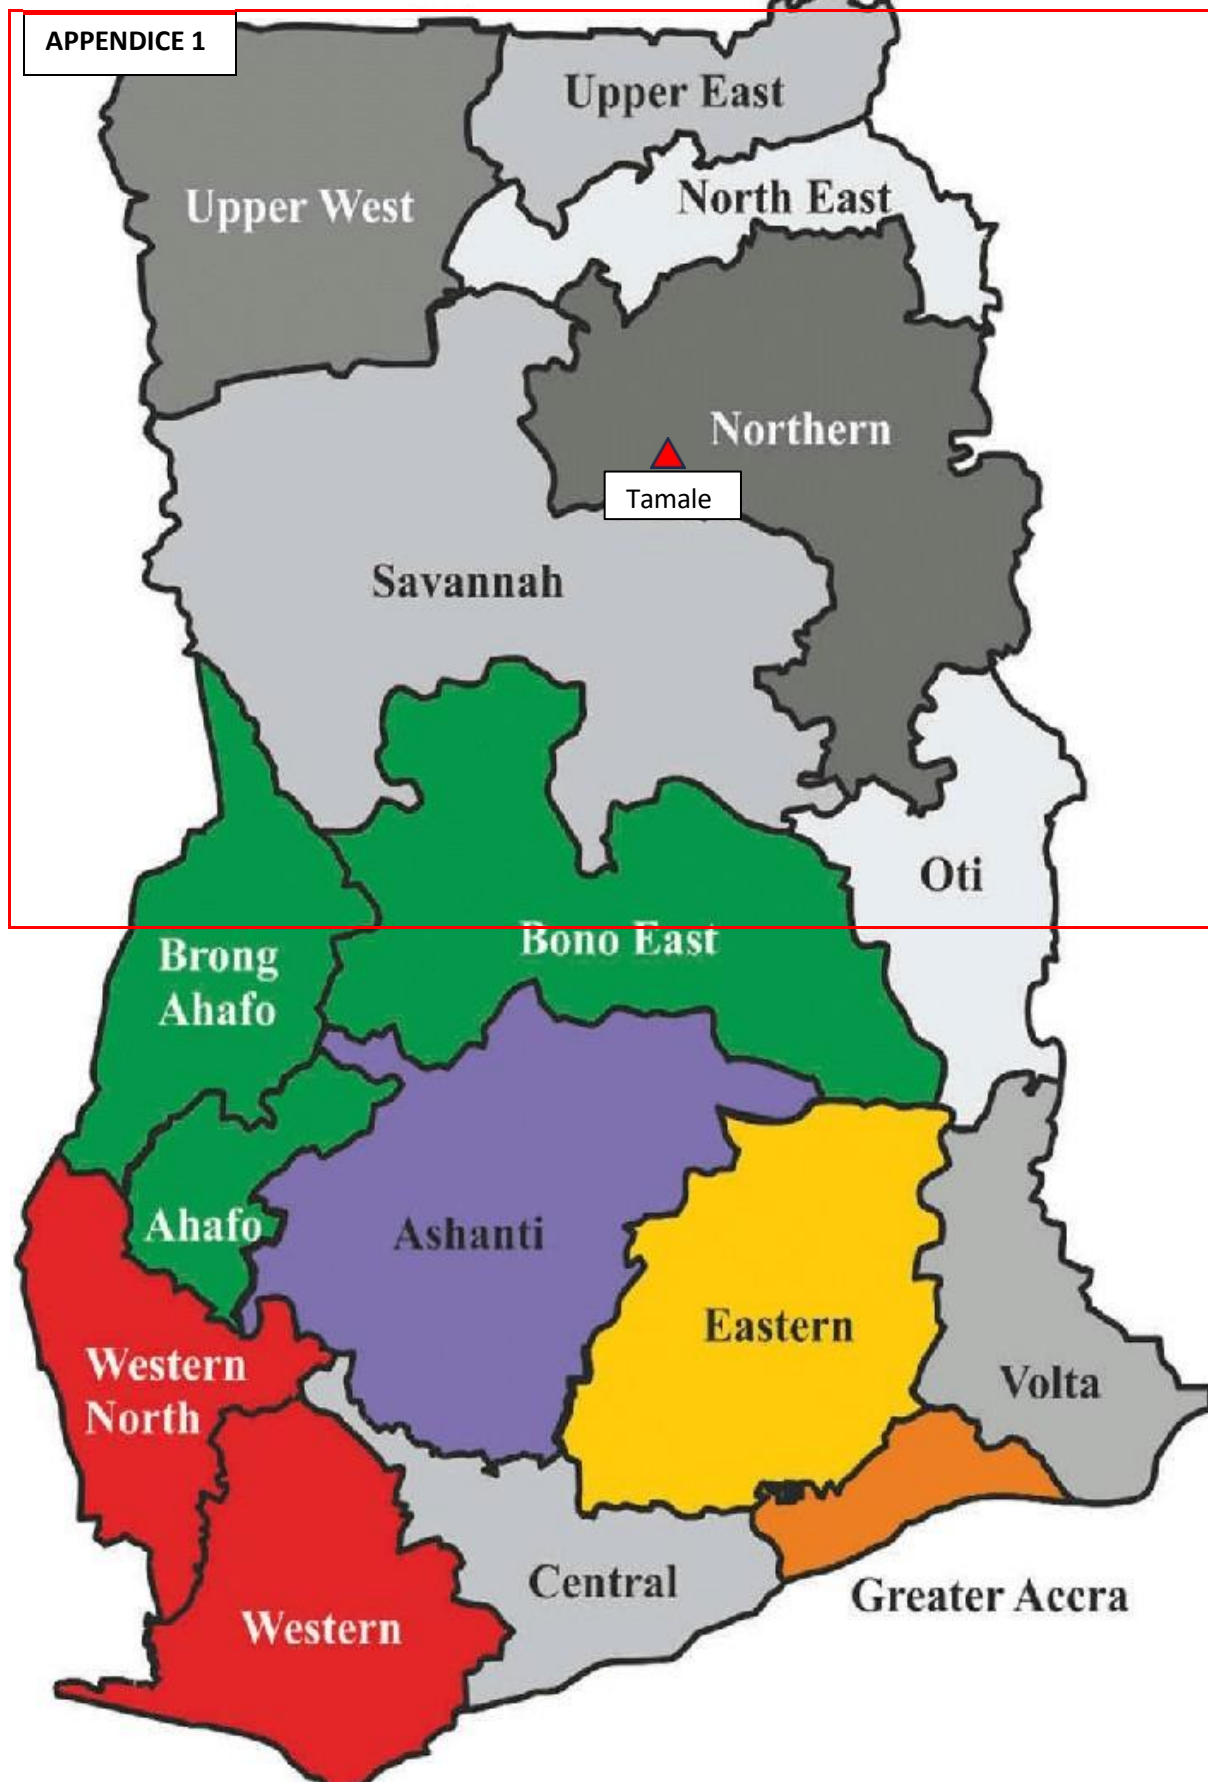 APPENDICE 1
Upper East
Upper West
North East
Northern
Tamale
Savannah
Oti
Bono East
Brong
Ahafo
Ahafo
Ashanti
Eastern
Western
North
Volta
Central
Greater Accra
Western